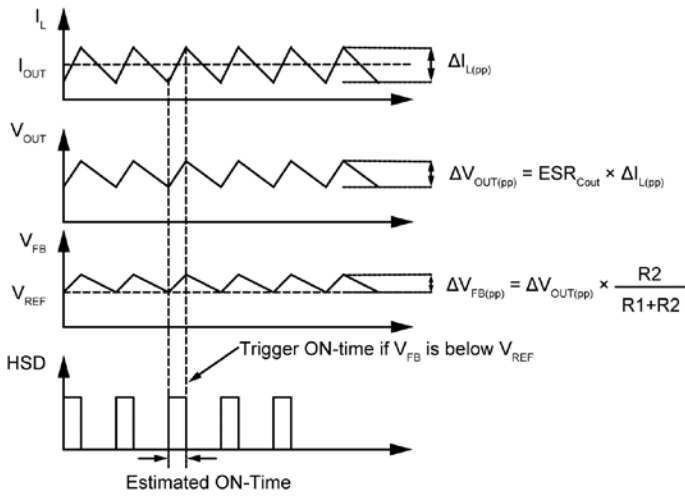 I_L
I_OUT
ΔI_L(pp)
V_OUT
ΔV_OUT(pp) = ESR_Cout × ΔI_L(pp)
V_FB
V_REF
ΔV_FB(pp) = ΔV_OUT(pp) × R2 / R1+R2
Trigger ON-time if V_FB is below V_REF
HSD
Estimated ON-Time